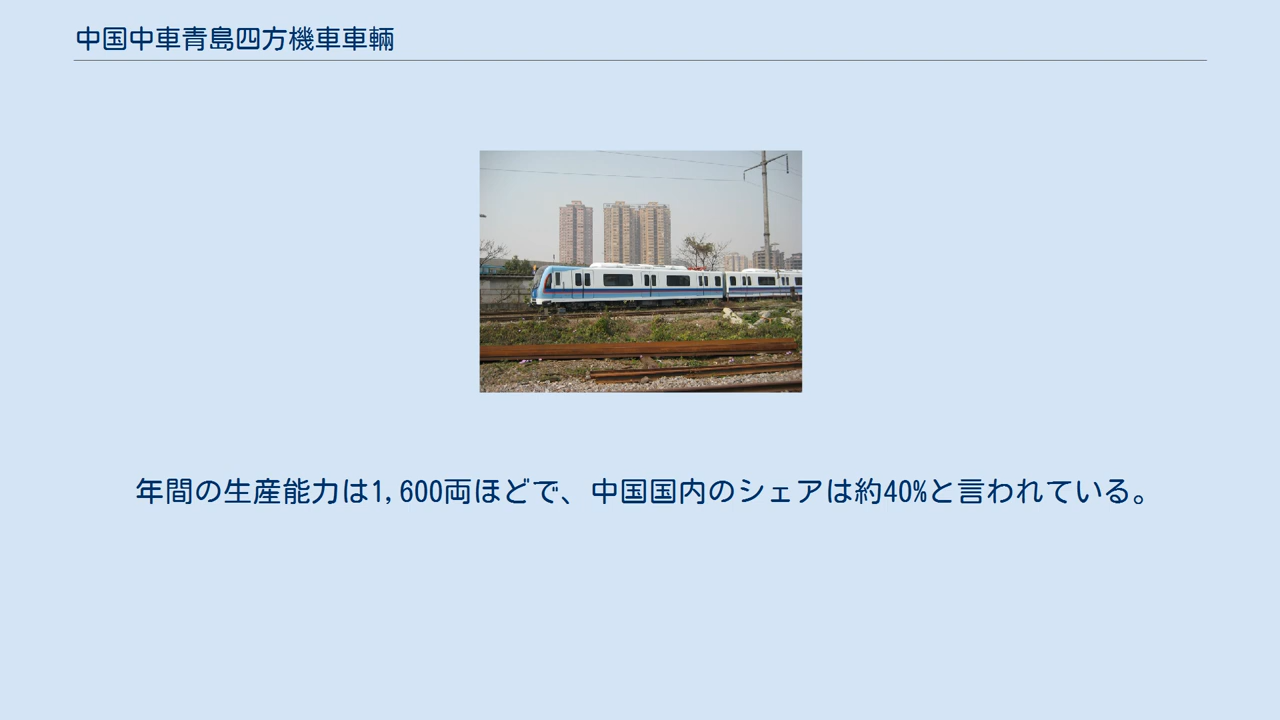 中国中車青島四方機車車輛
年間の生産能力は1,600両ほどで、中国国内のシェアは約40%と言われている。